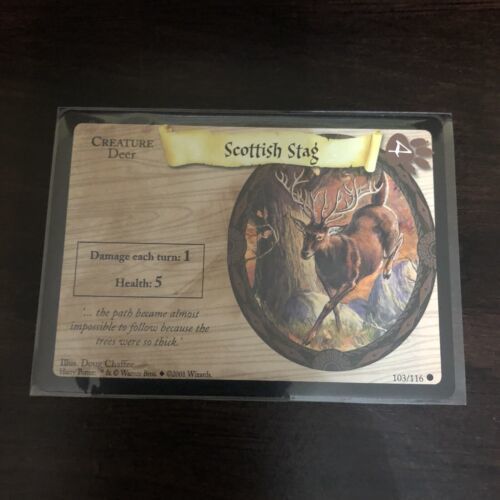 CREATURE
Deer
Scottish Stag
4
Damage each turn: 1
Health: 5
'... the path became almost
impossible to follow because the
trees were so thick.'
Illus. Doug Chaffee
Harry Potter, ™ & © Warner Bros. ◆ ©2001 Wizards.
103/116 ●